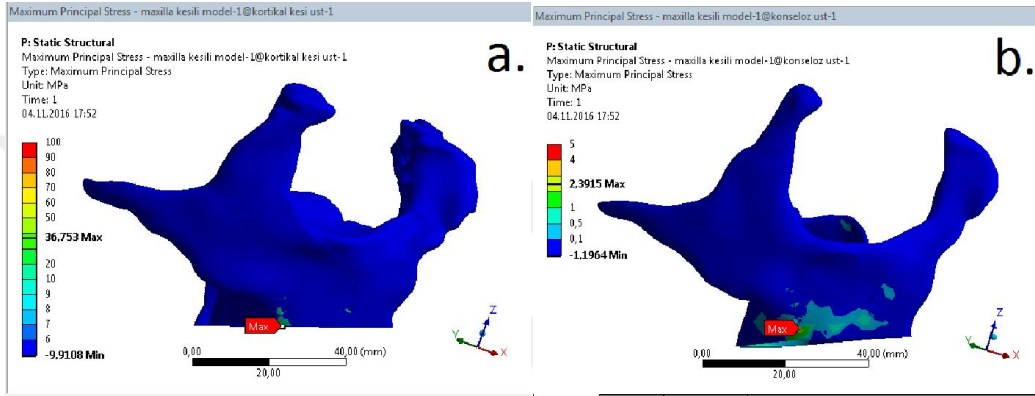 Maximum Principal Stress - maxilla kesili model-1@kortikal kesi ust-1
a.
P: Static Structural
Maximum Principal Stress - maxilla kesili model-1@kortikal kesi ust-1
Type: Maximum Principal Stress
Unit: MPa
Time: 1
04.11.2016 17:52
100
90
80
70
60
50
36,753 Max
20
10
9
8
7
6
-9,9108 Min
Max
0,00
40,00 (mm)
20,00
Z
Y
X
Maximum Principal Stress - maxilla kesili model-1@konseloz ust-1
b.
P: Static Structural
Maximum Principal Stress - maxilla kesili model-1@konseloz ust-1
Type: Maximum Principal Stress
Unit: MPa
Time: 1
04.11.2016 17:52
5
4
2,3915 Max
1
0,5
0,1
-1,1964 Min
Max
0,00
40,00 (mm)
20,00
Z
Y
X